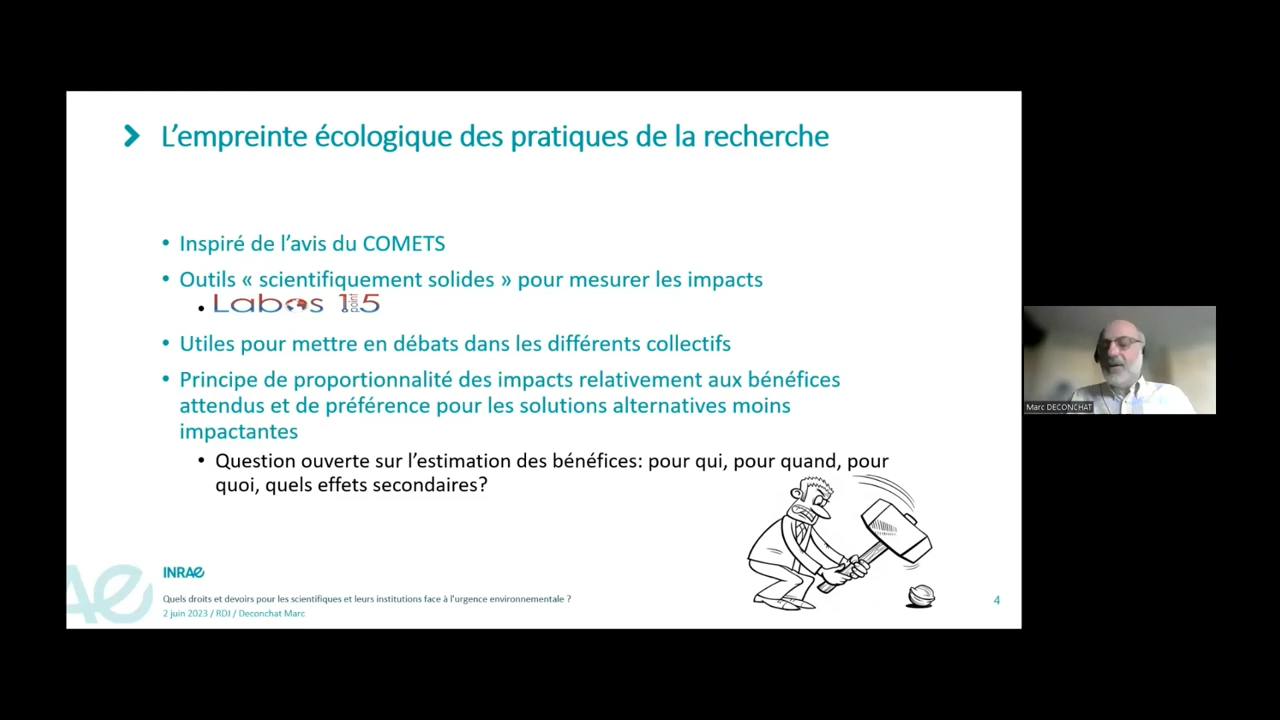 L'empreinte écologique des pratiques de la recherche
• Inspiré de l'avis du COMETS
• Outils « scientifiquement solides » pour mesurer les impacts
• Labos 1 point 5
• Utiles pour mettre en débats dans les différents collectifs
• Principe de proportionnalité des impacts relativement aux bénéfices
attendus et de préférence pour les solutions alternatives moins
impactantes
• Question ouverte sur l'estimation des bénéfices: pour qui, pour quand, pour
quoi, quels effets secondaires?
INRAE
Quels droits et devoirs pour les scientifiques et leurs institutions face à l'urgence environnementale ?
2 juin 2023 / RDJ / Deconchat Marc
4
Marc DECONCHAT